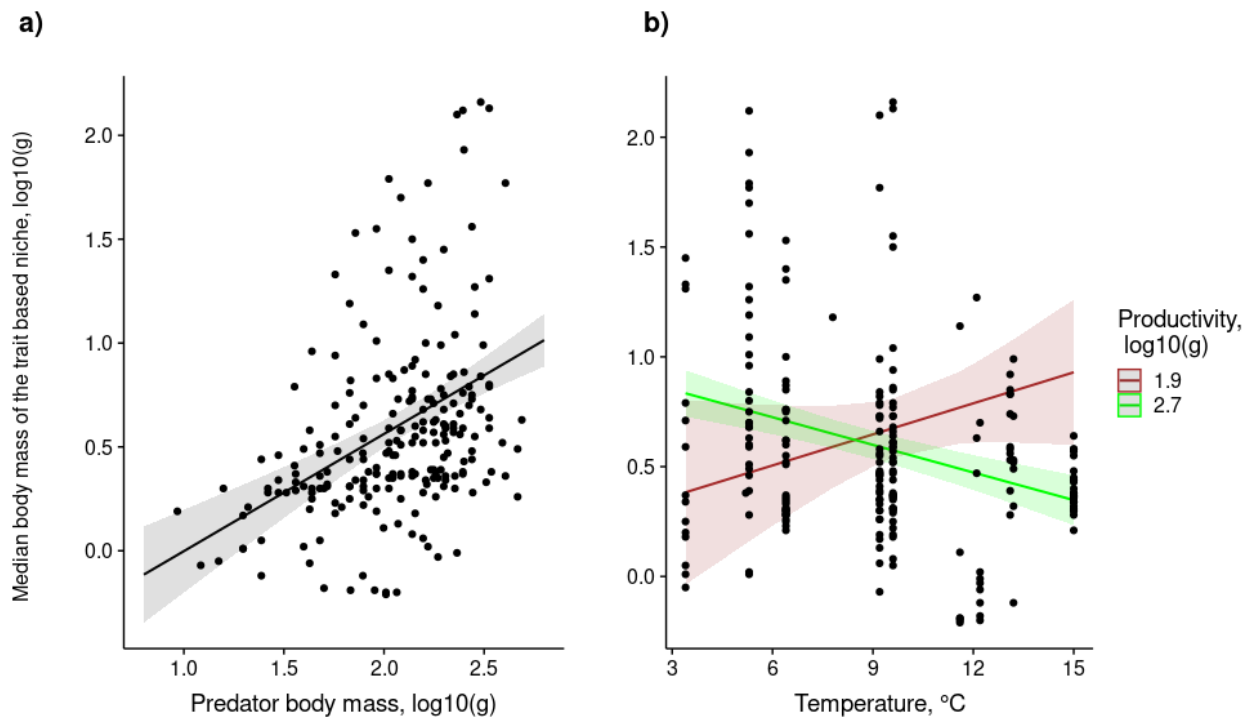 a)
b)
Median body mass of the trait based niche, log10(g)
2.0
1.5
1.0
0.5
0.0
1.0 1.5 2.0 2.5
Predator body mass, log10(g)
2.0
1.5
1.0
0.5
0.0
3 6 9 12 15
Temperature, °C
Productivity,
log10(g)
1.9
2.7